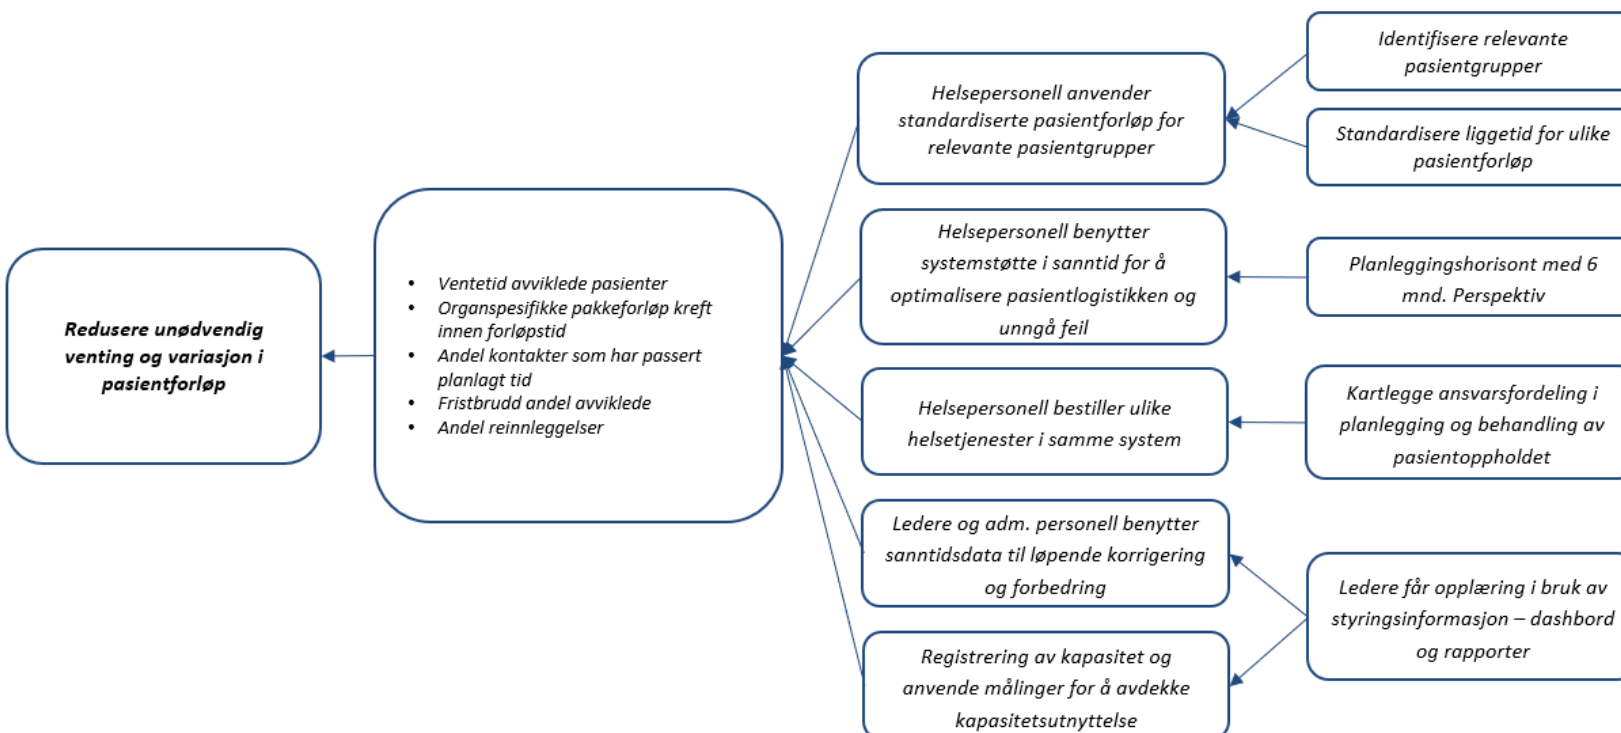 Redusere unødvendig
venting og variasjon i
pasientforløp
• Ventetid avviklede pasienter
• Organspesifikke pakkeforløp kreft
innen forløpstid
• Andel kontakter som har passert
planlagt tid
• Fristbrudd andel avviklede
• Andel reinnleggelser
Helsepersonell anvender
standardiserte pasientforløp for
relevante pasientgrupper
Helsepersonell benytter
systemstøtte i sanntid for å
optimalisere pasientlogistikken og
unngå feil
Helsepersonell bestiller ulike
helsetjenester i samme system
Ledere og adm. personell benytter
sanntidsdata til løpende korrigering
og forbedring
Registrering av kapasitet og
anvende målinger for å avdekke
kapasitetsutnyttelse
Identifisere relevante
pasientgrupper
Standardisere liggetid for ulike
pasientforløp
Planleggingshorisont med 6
mnd. Perspektiv
Kartlegge ansvarsfordeling i
planlegging og behandling av
pasientoppholdet
Ledere får opplæring i bruk av
styringsinformasjon – dashbord
og rapporter